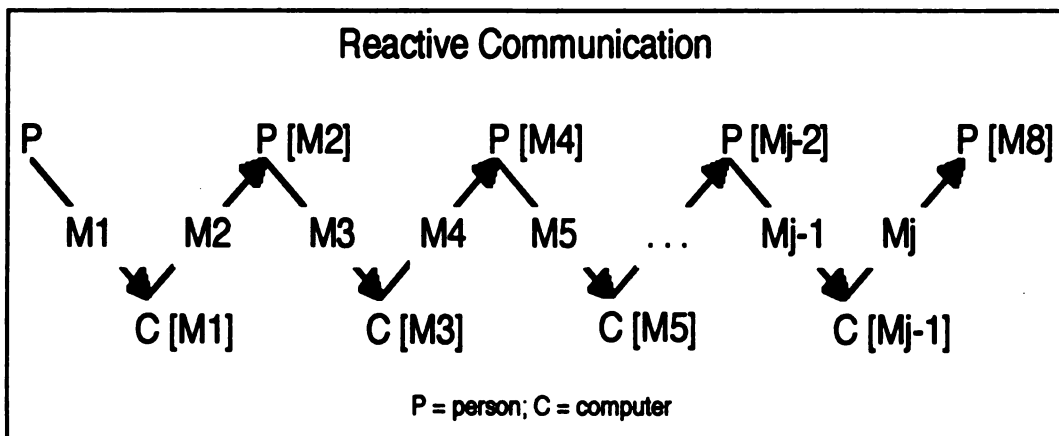 Reactive Communication
P P [M2] P [M4] P [Mj-2] P [M8]
M1 M2 M3 M4 M5 ... Mj-1 Mj
C [M1] C [M3] C [M5] C [Mj-1]
P = person; C = computer